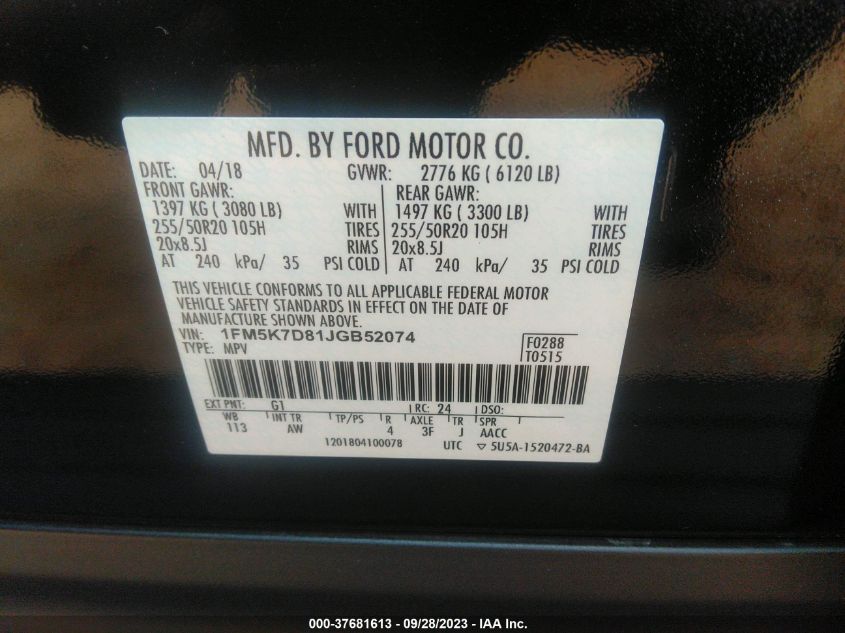 MFD. BY FORD MOTOR CO.
DATE: 04/18 GVWR: 2776 KG ( 6120 LB)
FRONT GAWR: REAR GAWR:
1397 KG ( 3080 LB) WITH 1497 KG ( 3300 LB) WITH
255/50R20 105H TIRES 255/50R20 105H TIRES
20x8.5J RIMS 20x8.5J RIMS
AT 240 kPa/ 35 PSI COLD AT 240 kPa/ 35 PSI COLD
THIS VEHICLE CONFORMS TO ALL APPLICABLE FEDERAL MOTOR
VEHICLE SAFETY STANDARDS IN EFFECT ON THE DATE OF
MANUFACTURE SHOWN ABOVE.
VIN: 1FM5K7D81JGB52074 F0288
TYPE: MPV T0515
EXT PNT: G1 RC: 24 DSO:
WB INT TR TP/PS R AXLE TR SPR
113 AW 4 3F J AACC
1201804100078 UTC ▽ 5U5A-1520472-BA
000-37681613 - 09/28/2023 - IAA Inc.